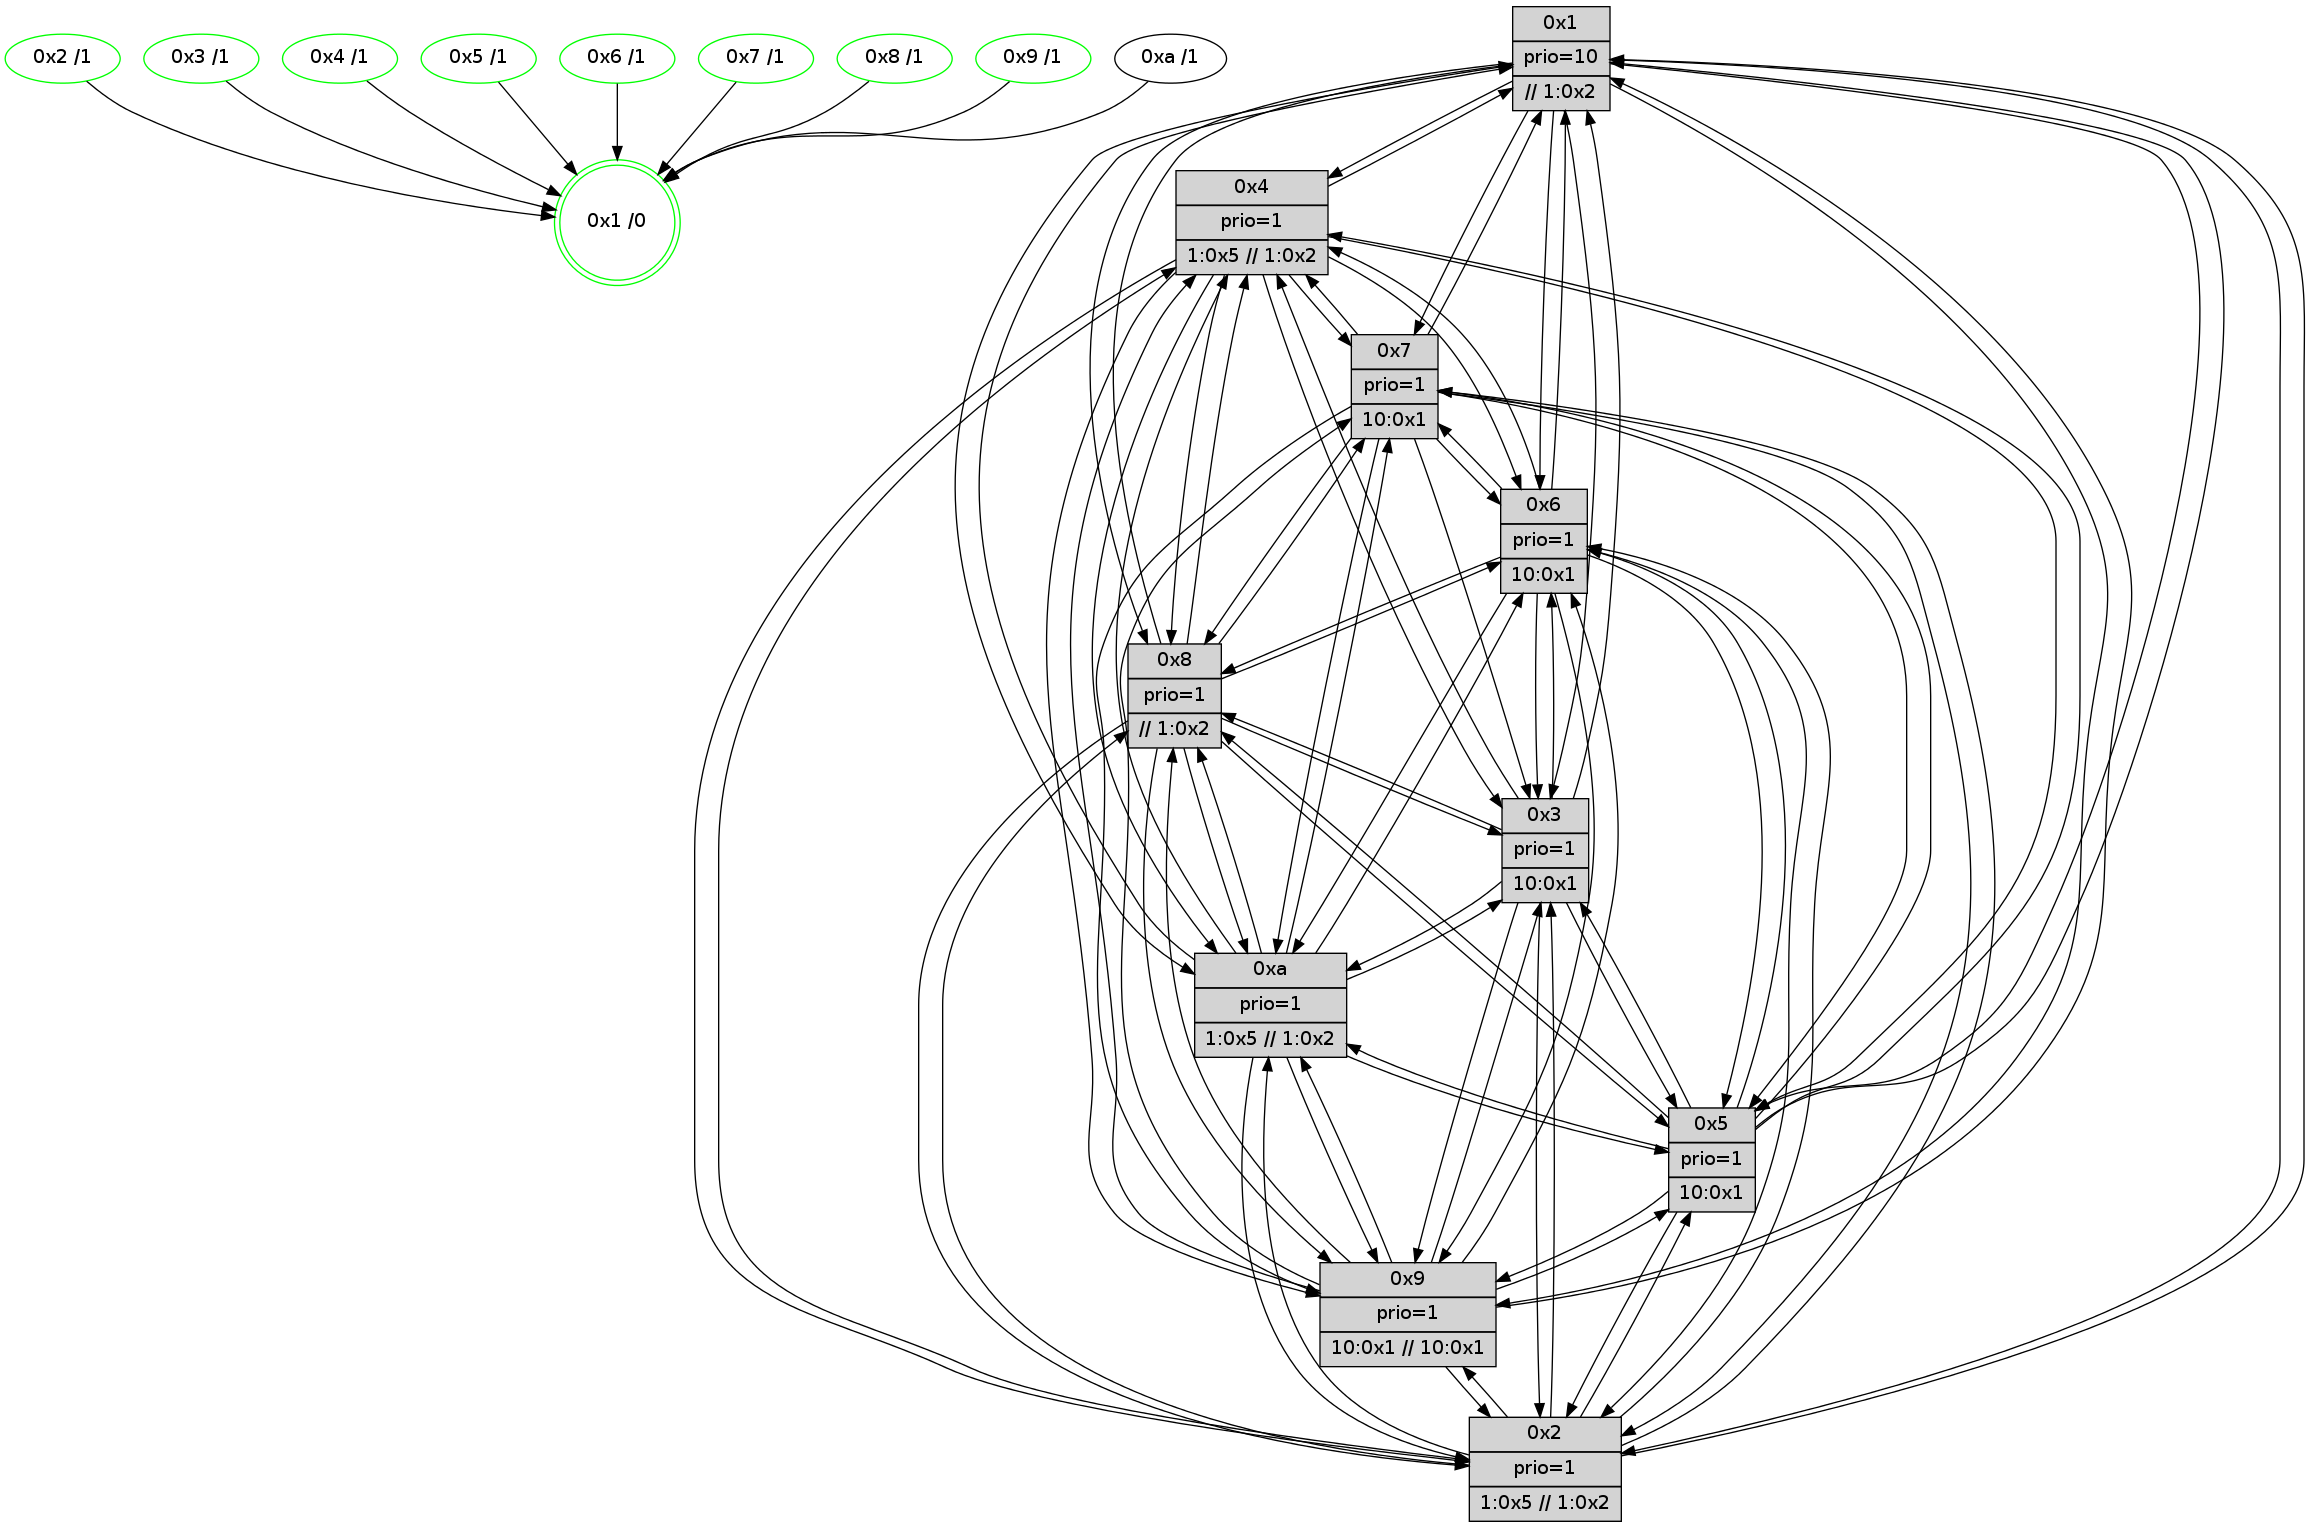 0x2 /1
0x3 /1
0x4 /1
0x5 /1
0x6 /1
0x7 /1
0x8 /1
0x9 /1
0xa /1
0x1 /0
0x1
prio=10
// 1:0x2
0x4
prio=1
1:0x5 // 1:0x2
0x7
prio=1
10:0x1
0x6
prio=1
10:0x1
0x8
prio=1
// 1:0x2
0x3
prio=1
10:0x1
0xa
prio=1
1:0x5 // 1:0x2
0x5
prio=1
10:0x1
0x9
prio=1
10:0x1 // 10:0x1
0x2
prio=1
1:0x5 // 1:0x2